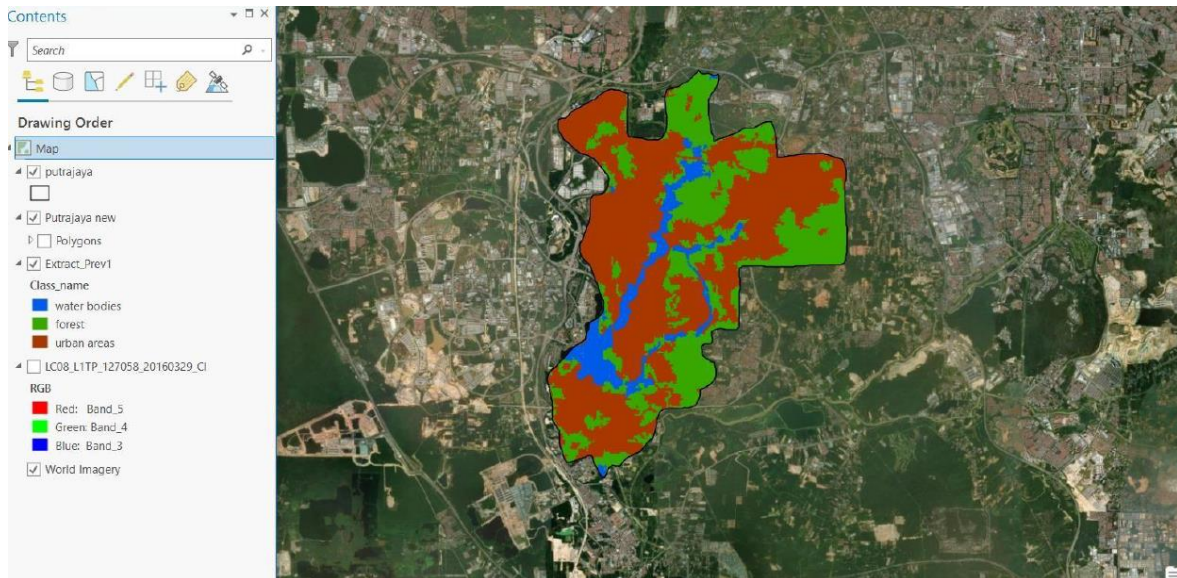 Contents
Search
Drawing Order
Map
putrajaya
Putrajaya new
Polygons
Extract_Prev1
Class_name
water bodies
forest
urban areas
LC08_L1TP_127058_20160329_Cl
RGB
Red: Band_5
Green: Band_4
Blue: Band_3
World Imagery